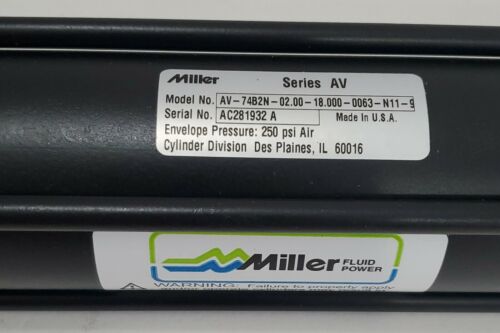 Miller Series AV
Model No. AV-74B2N-02.00-18.000-0063-N11-9
Serial No. AC281932 A Made In U.S.A.
Envelope Pressure: 250 psi Air
Cylinder Division Des Plaines, IL 60016
Miller FLUID POWER
WARNING: Failure to properly apply